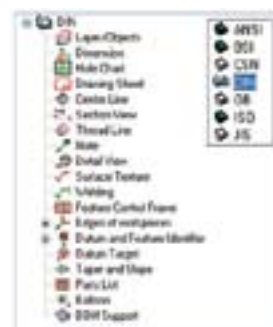 DIN
Layer/Objects
Dimension
Hole Chart
Drawing Sheet
Centre Line
Section View
Thread Line
Note
Detail View
Surface Texture
Welding
Feature Control Frame
Edges of workpieces
Datum and Feature Identifier
Datum Target
Taper and Slope
Parts List
Balloon
BOM Support
ANSI
BSI
CSN
DIN
GB
ISO
JIS